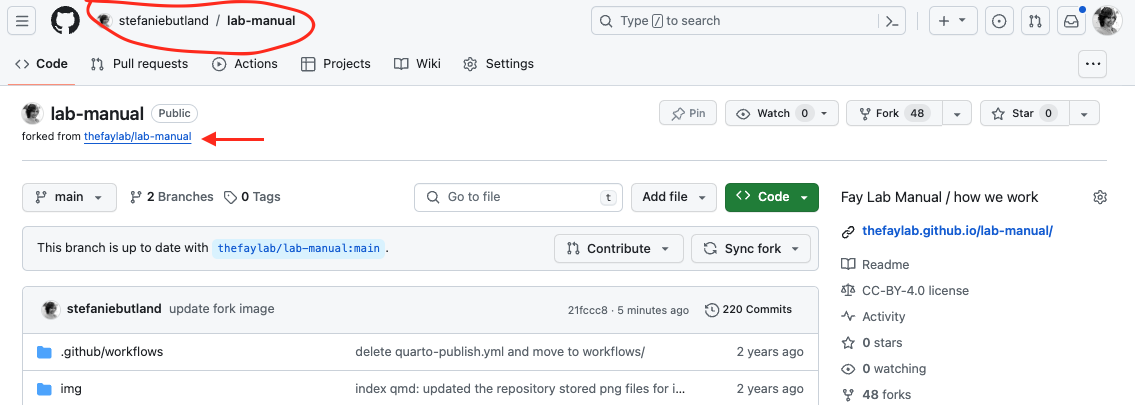 stefaniebutland / lab-manual
Type / to search
Code Pull requests Actions Projects Wiki Settings
lab-manual Public
Pin Watch 0 Fork 48 Star 0
forked from thefaylab/lab-manual
main 2 Branches 0 Tags Go to file t Add file Code
Fay Lab Manual / how we work
thefaylab.github.io/lab-manual/
This branch is up to date with thefaylab/lab-manual:main . Contribute Sync fork
Readme
CC-BY-4.0 license
Activity
0 stars
0 watching
48 forks
stefaniebutland update fork image 21fccc8 · 5 minutes ago 220 Commits
.github/workflows delete quarto-publish.yml and move to workflows/ 2 years ago
img index qmd: updated the repository stored png files for i... 2 years ago